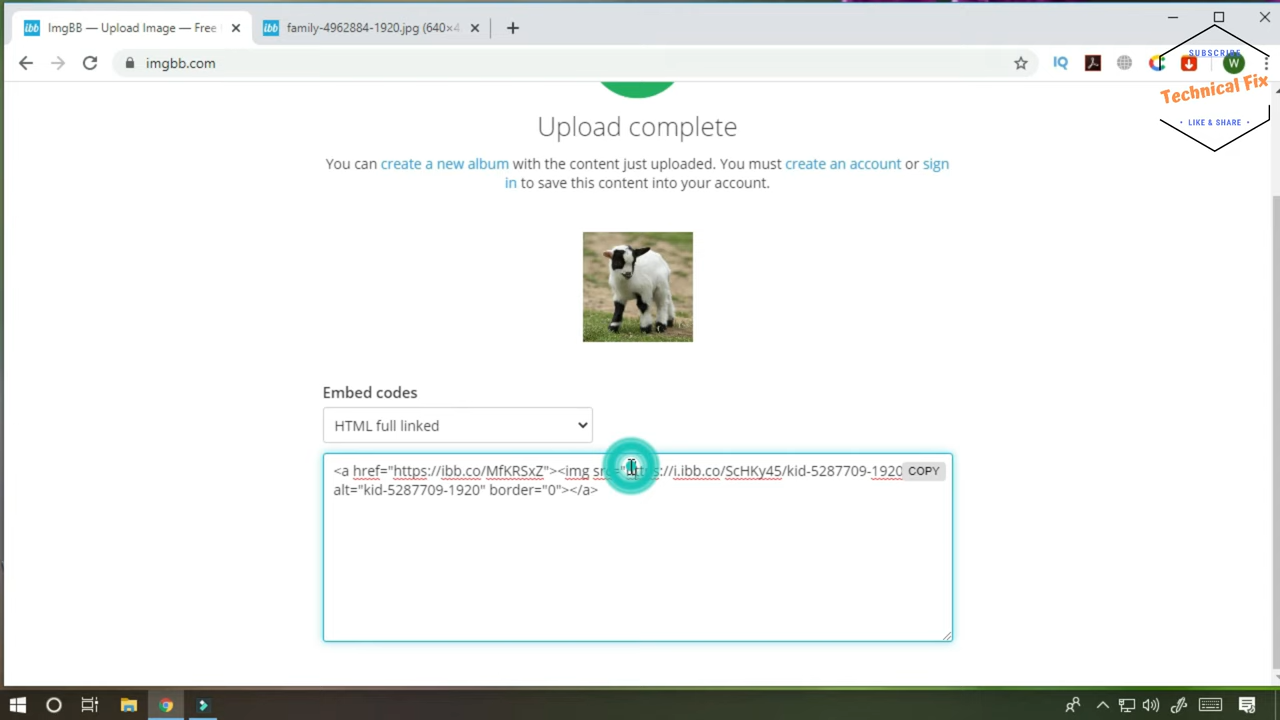 ImgBB — Upload Image — Free
family-4962884-1920.jpg (640×4
imgbb.com
IQ
W
SUBSCRIBE
Technical Fix
• LIKE & SHARE •
Upload complete
You can create a new album with the content just uploaded. You must create an account or sign
in to save this content into your account.
Embed codes
HTML full linked
<a href="https://ibb.co/MfKRSxZ"><img src="https://i.ibb.co/ScHKy45/kid-5287709-1920
COPY
alt="kid-5287709-1920" border="0"></a>